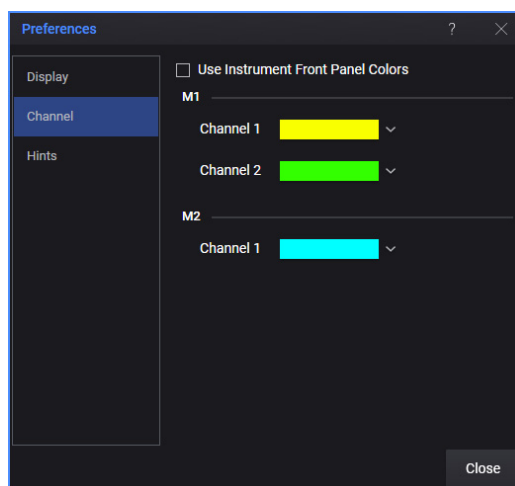 Preferences ?
Display
Channel
Hints
Use Instrument Front Panel Colors
M1
Channel 1
Channel 2
M2
Channel 1
Close